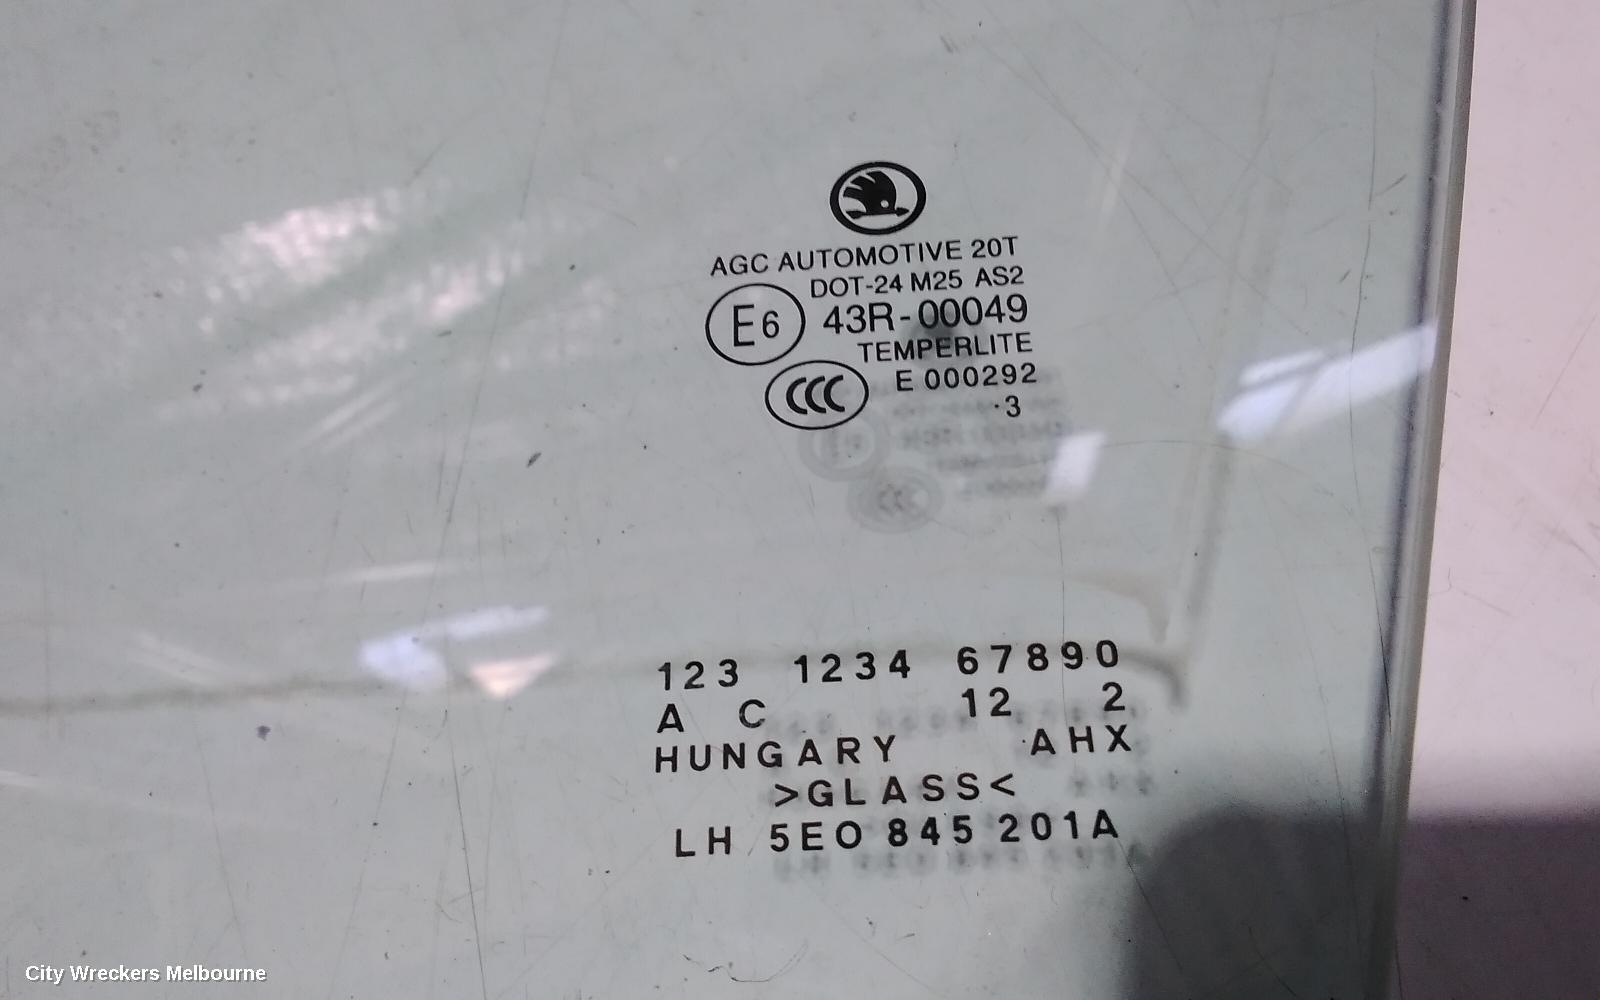 AGC AUTOMOTIVE 20T
DOT-24 M25 AS2
E6 43R-00049
TEMPERLITE
CCC E 000292
·3
123 1234 67890
A C 12 2
HUNGARY ·AHX
>GLASS<
LH 5E0 845 201A
City Wreckers Melbourne